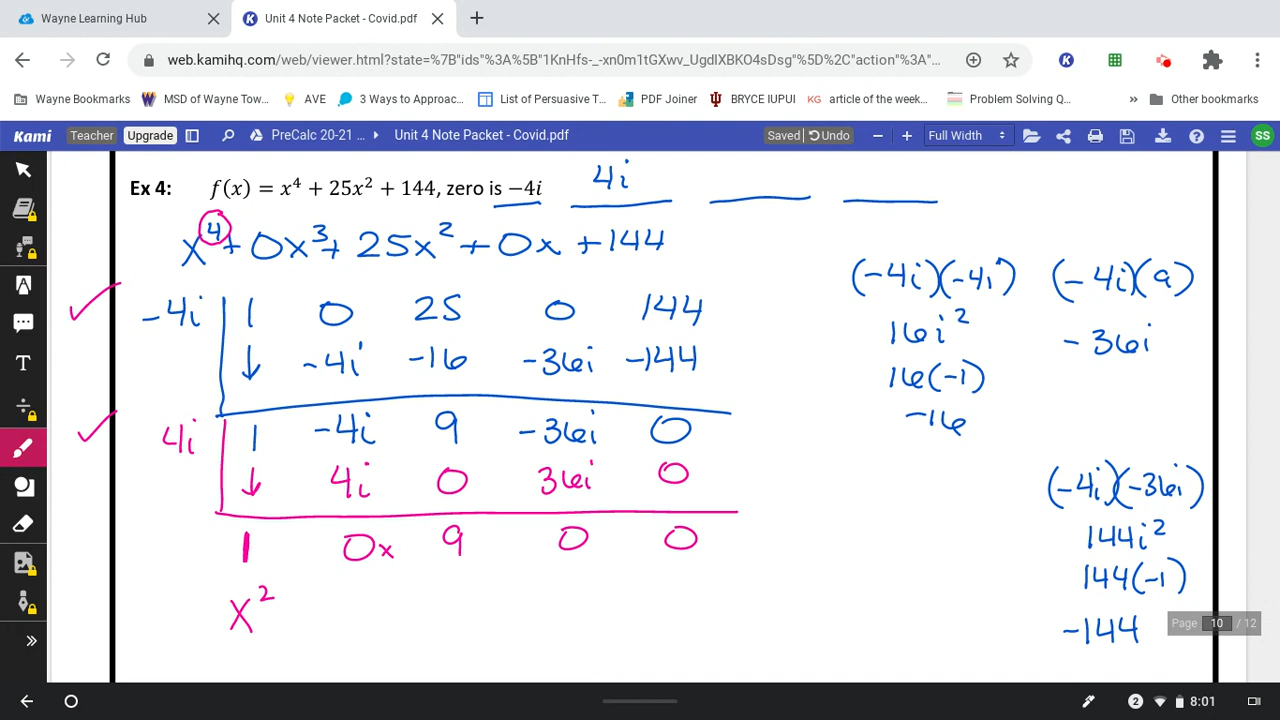 Wayne Learning Hub
Unit 4 Note Packet - Covid.pdf
web.kamihq.com/web/viewer.html?state=%7B"ids"%3A%5B"1KnHfs-_-xn0m1tGXwv_UgdIXBKO4sDsg"%5D%2C"action"%3A"...
Wayne Bookmarks
MSD of Wayne Tow...
AVE
3 Ways to Approac...
List of Persuasive T...
PDF Joiner
BRYCE IUPUI
KG article of the week...
Problem Solving Q...
» Other bookmarks
Kami Teacher Upgrade
PreCalc 20-21 ...
Unit 4 Note Packet - Covid.pdf
Saved Undo
Full Width
SS
Ex 4: f(x) = x⁴ + 25x² + 144, zero is −4i 4i
x⁴ + 0x³ + 25x² + 0x + 144
-4i 1 0 25 0 144
↓ -4i -16 -36i -144
4i 1 -4i 9 -36i 0
↓ 4i 0 36i 0
1 0x 9 0 0
x²
(-4i)(-4i)
16i²
16(-1)
-16
(-4i)(9)
-36i
(-4i)(-36i)
144i²
144(-1)
-144
Page 10 / 12
2 8:01